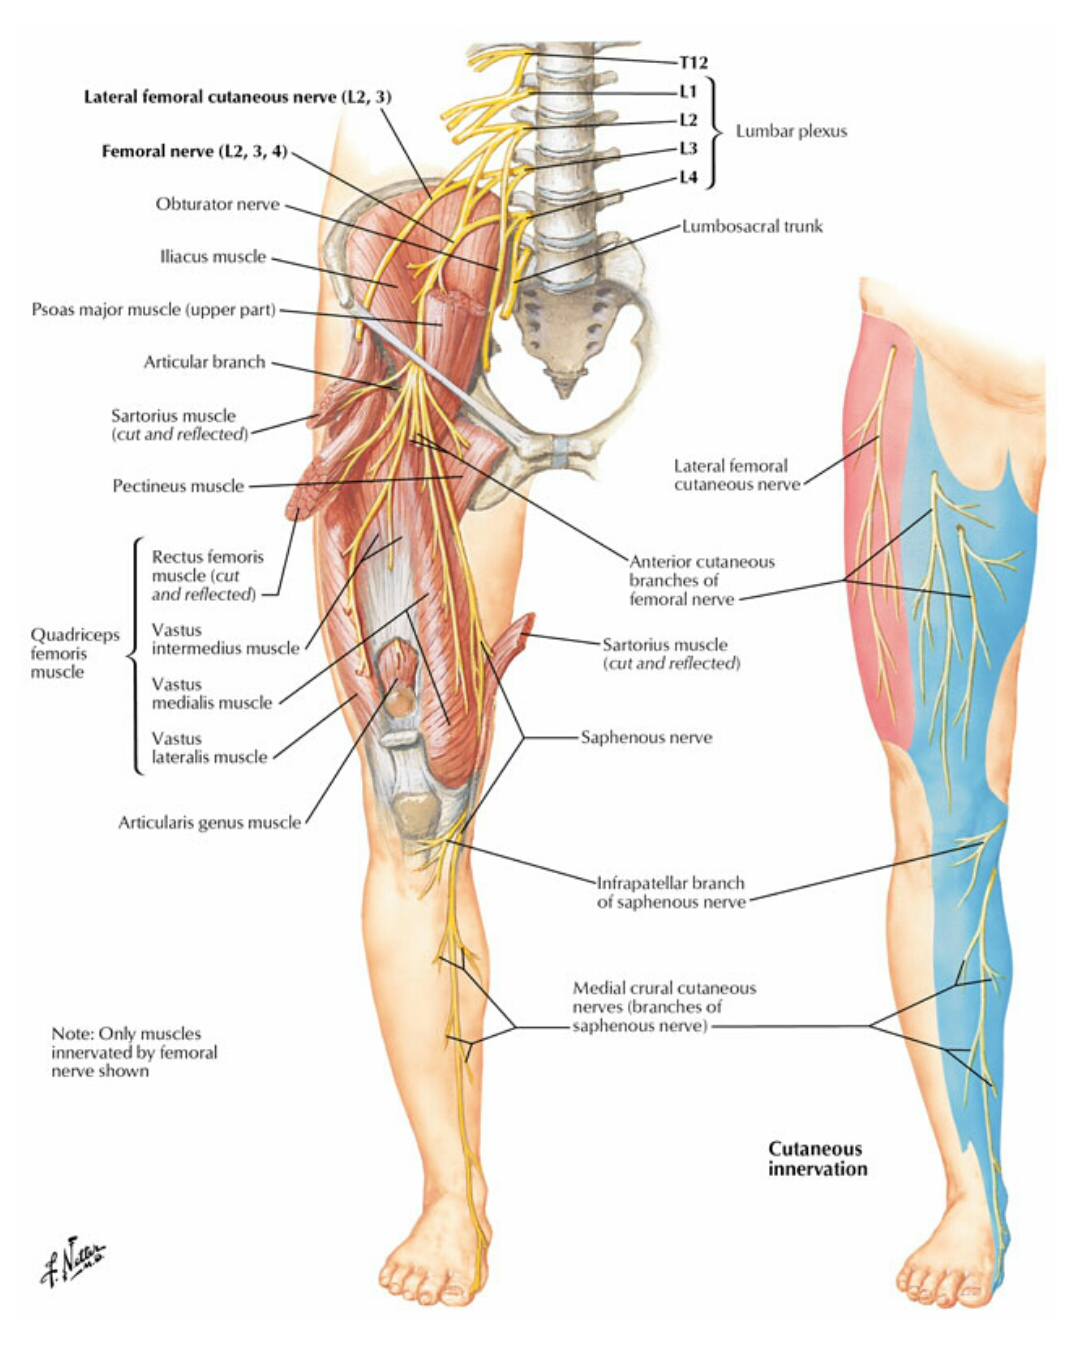 T12
Lateral femoral cutaneous nerve (L2, 3)
L1
L2
Lumbar plexus
Femoral nerve (L2, 3, 4)
L3
L4
Obturator nerve
Lumbosacral trunk
Iliacus muscle
Psoas major muscle (upper part)
Articular branch
Sartorius muscle
(cut and reflected)
Lateral femoral
cutaneous nerve
Pectineus muscle
Anterior cutaneous
branches of
femoral nerve
Quadriceps
femoris
muscle
Rectus femoris
muscle (cut
and reflected)
Vastus
intermedius muscle
Vastus
medialis muscle
Vastus
lateralis muscle
Sartorius muscle
(cut and reflected)
Saphenous nerve
Articularis genus muscle
Infrapatellar branch
of saphenous nerve
Medial crural cutaneous
nerves (branches of
saphenous nerve)
Note: Only muscles
innervated by femoral
nerve shown
Cutaneous
innervation
F. Netter
M.D.